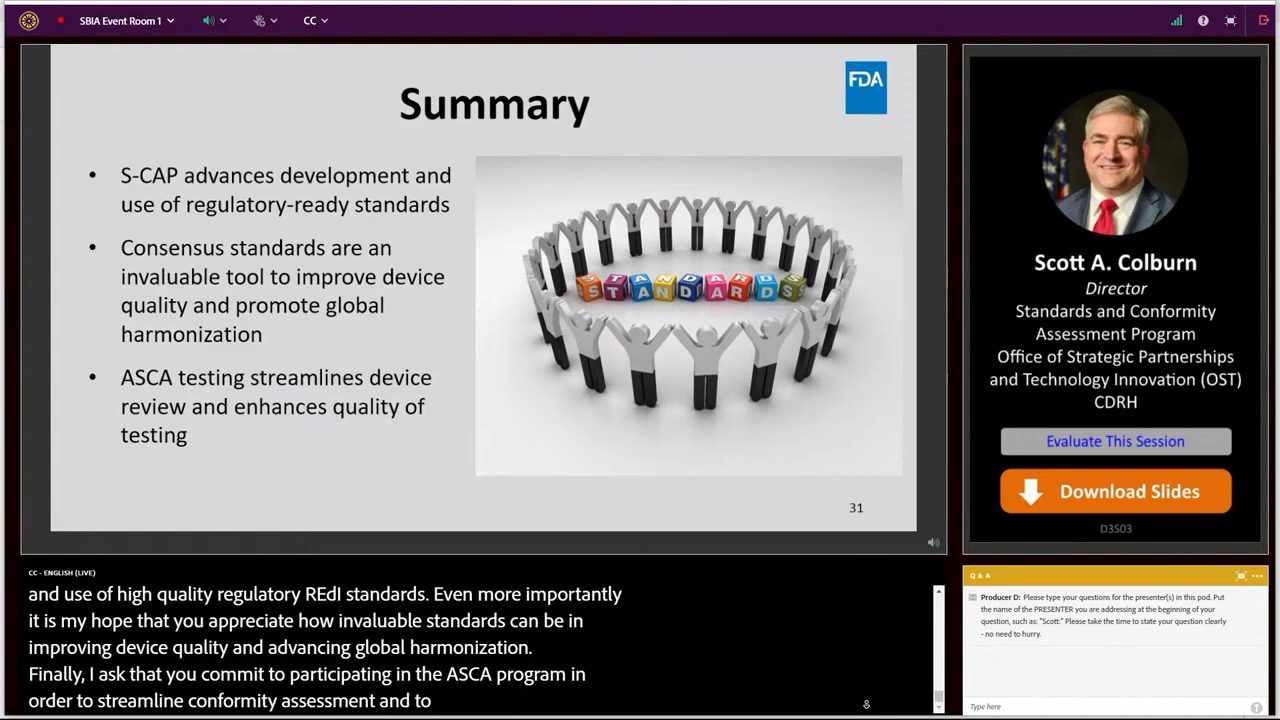 SBIA Event Room 1
CC
Summary
FDA
• S-CAP advances development and
use of regulatory-ready standards
• Consensus standards are an
invaluable tool to improve device
quality and promote global
harmonization
• ASCA testing streamlines device
review and enhances quality of
testing
STANDARDS
31
Scott A. Colburn
Director
Standards and Conformity
Assessment Program
Office of Strategic Partnerships
and Technology Innovation (OST)
CDRH
Evaluate This Session
Download Slides
D3S03
CC - ENGLISH (LIVE)
and use of high quality regulatory REdI standards. Even more importantly
it is my hope that you appreciate how invaluable standards can be in
improving device quality and advancing global harmonization.
Finally, I ask that you commit to participating in the ASCA program in
order to streamline conformity assessment and to
Q & A
Producer D: Please type your questions for the presenter(s) in this pod. Put
the name of the PRESENTER you are addressing at the beginning of your
question, such as: "Scott:" Please take the time to state your question clearly
- no need to hurry.
Type here